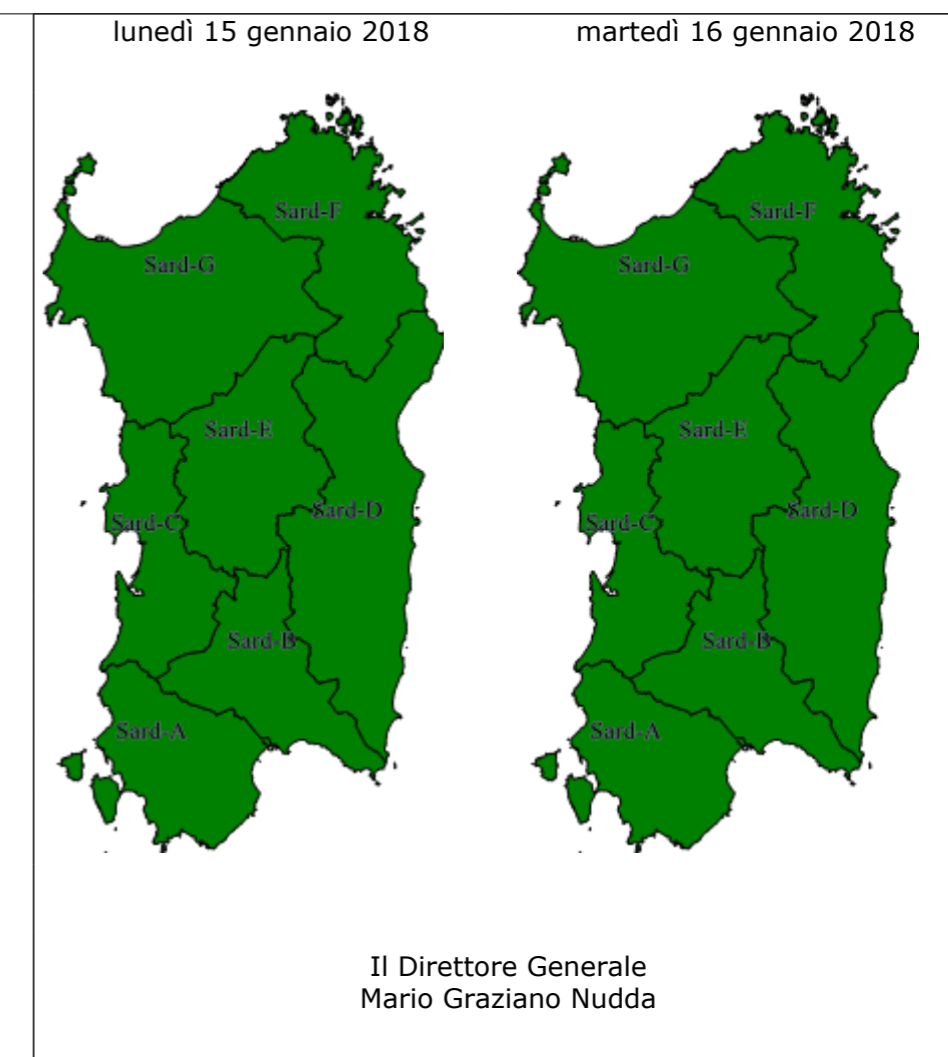 lunedì 15 gennaio 2018
martedì 16 gennaio 2018
Sard-F
Sard-G
Sard-E
Sard-D
Sard-C
Sard-B
Sard-A
Sard-F
Sard-G
Sard-E
Sard-D
Sard-C
Sard-B
Sard-A
Il Direttore Generale
Mario Graziano Nudda